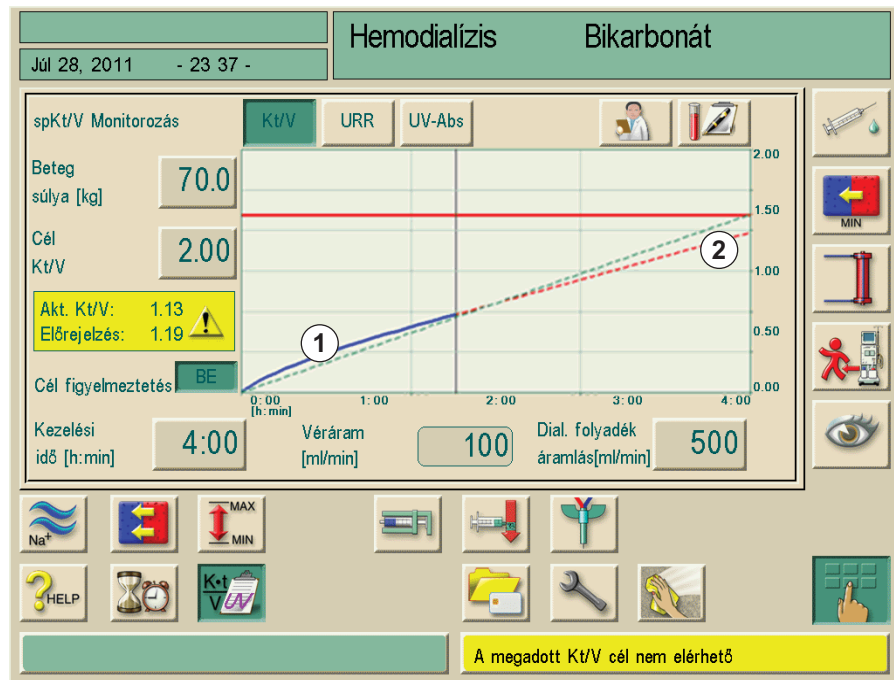 Hemodialízis Bikarbonát
Júl 28, 2011 - 23 37 -
spKt/V Monitorozás
Kt/V
URR
UV-Abs
Beteg
súlya [kg]
70.0
Cél
Kt/V
2.00
Akt. Kt/V: 1.13
Előrejelzés: 1.19
Cél figyelmeztetés
BE
2.00
1.50
1.00
0.50
0.00
1
2
0:00
1:00
2:00
3:00
4:00
[h:min]
Kezelési
idő [h:min]
4:00
Véráram
[ml/min]
100
Dial. folyadék
áramlás[ml/min]
500
MIN
Na+
MAX
MIN
HELP
K•t
V
UV
A megadott Kt/V cél nem elérhető